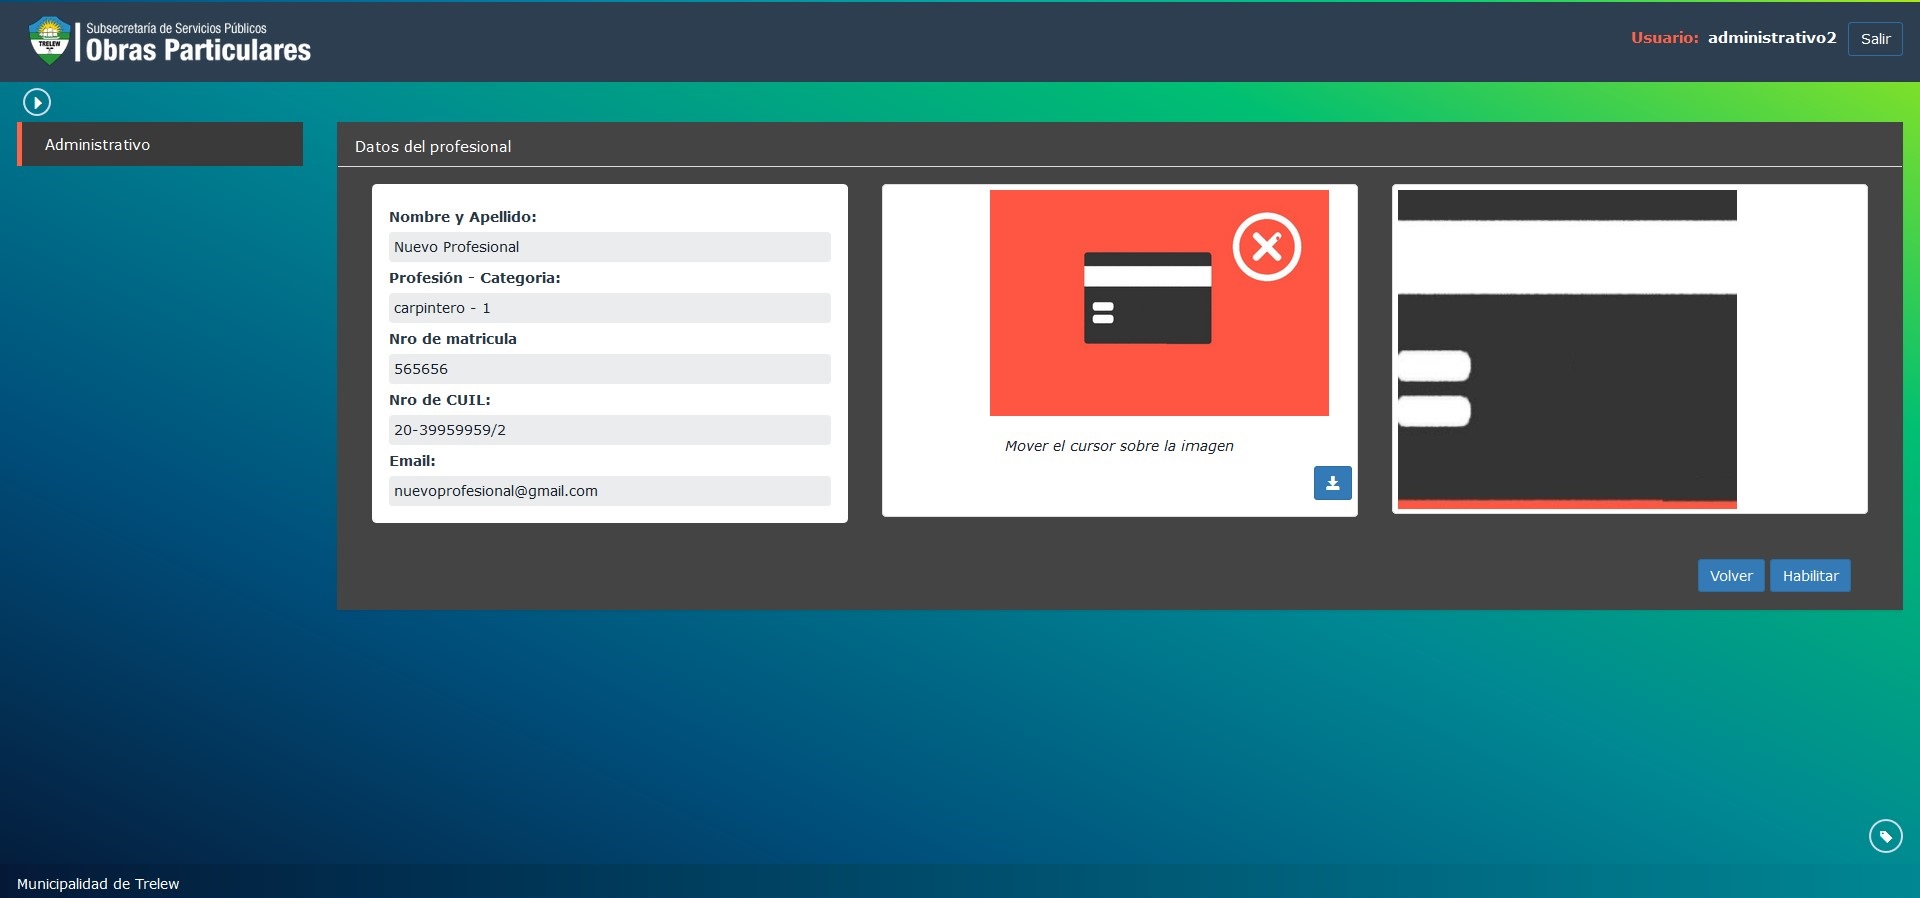 Subsecretaría de Servicios Públicos
Obras Particulares
TRELEW
Usuario: administrativo2
Salir
Administrativo
Datos del profesional
Nombre y Apellido:
Nuevo Profesional
Profesión - Categoria:
carpintero - 1
Nro de matricula
565656
Nro de CUIL:
20-39959959/2
Email:
nuevoprofesional@gmail.com
Mover el cursor sobre la imagen
Volver
Habilitar
Municipalidad de Trelew